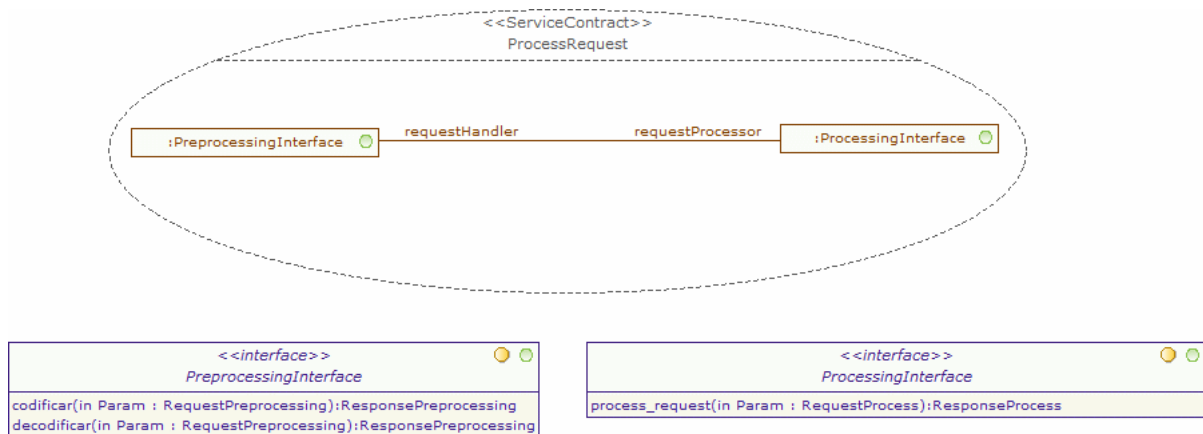 <<ServiceContract>>
ProcessRequest
requestHandler
requestProcessor
:PreprocessingInterface
:ProcessingInterface
<<interface>>
PreprocessingInterface
codificar(in Param : RequestPreprocessing):ResponsePreprocessing
decodificar(in Param : RequestPreprocessing):ResponsePreprocessing
<<interface>>
ProcessingInterface
process_request(in Param : RequestProcess):ResponseProcess